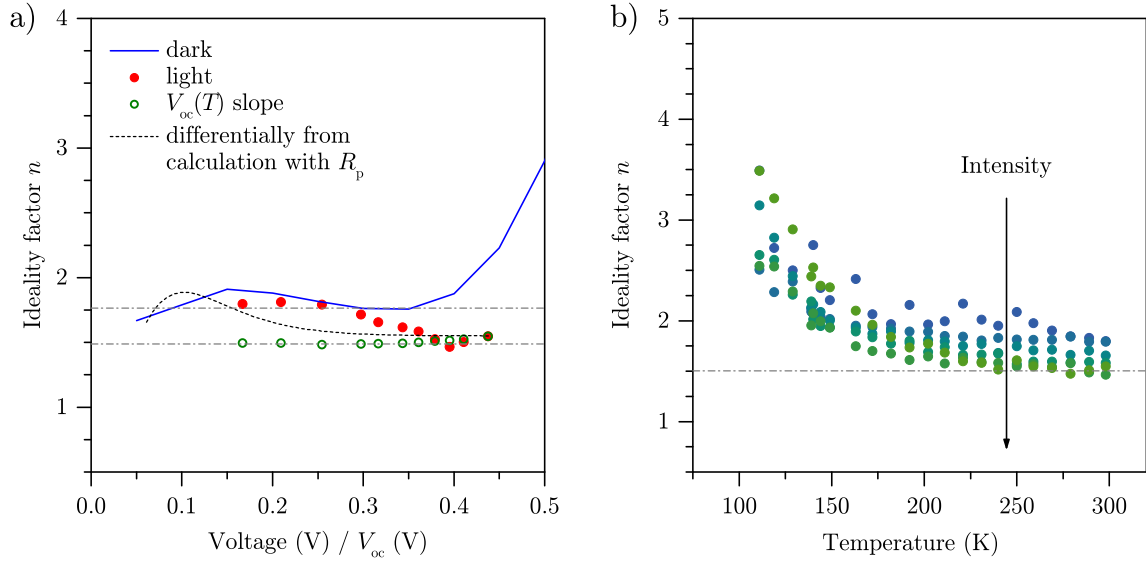 a)
4
3
2
1
Ideality factor n
dark
light
V_oc(T) slope
differentially from
calculation with R_p
0.0 0.1 0.2 0.3 0.4 0.5
Voltage (V) / V_oc (V)
b)
5
4
3
2
1
Ideality factor n
Intensity
100 150 200 250 300
Temperature (K)